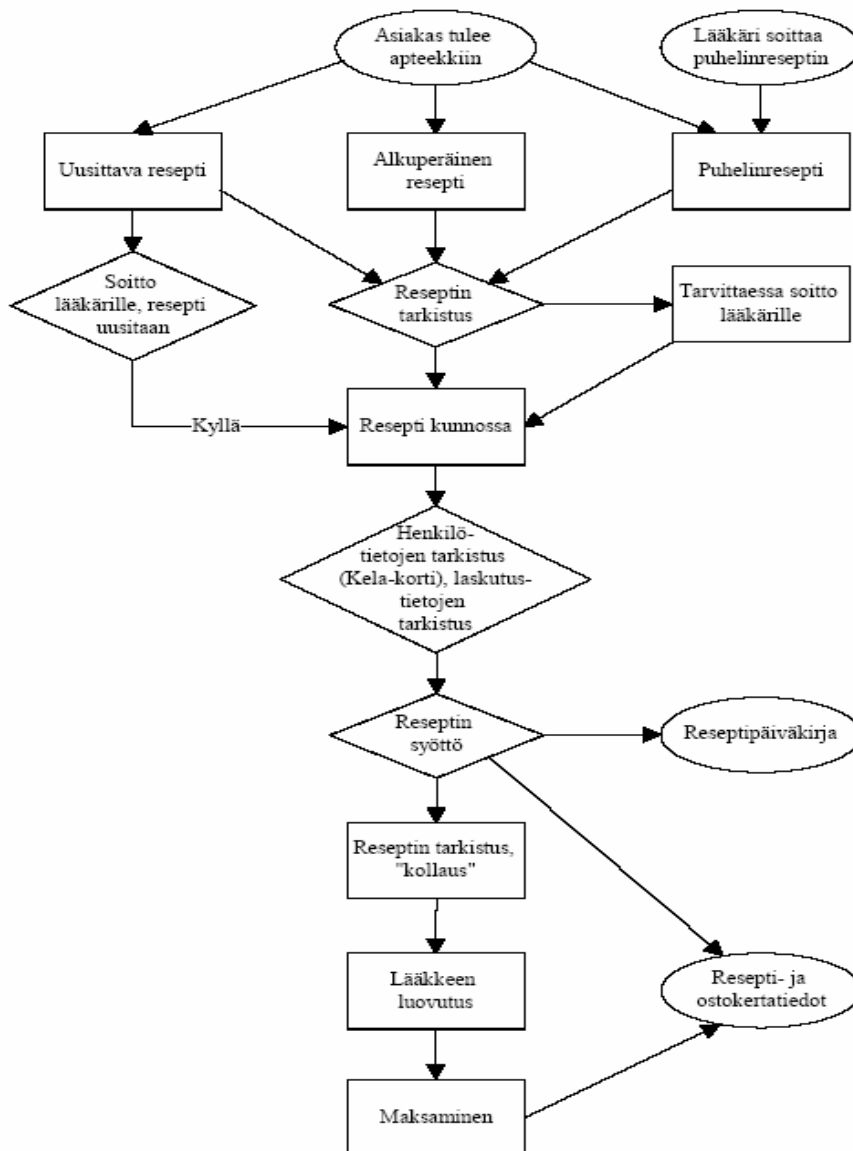 Asiakas tulee
apteekkiin
Lääkäri soittaa
puhelinreseptin
Uusittava resepti
Alkuperäinen
resepti
Puhelinresepti
Soitto
lääkärille, resepti
uusitaan
Reseptin
tarkistus
Tarvittaessa soitto
lääkärille
Kyllä
Resepti kunnossa
Henkilö-
tietojen tarkistus
(Kela-korti), laskutus-
tietojen
tarkistus
Reseptin
syöttö
Reseptipäiväkirja
Reseptin tarkistus,
"kollaus"
Lääkkeen
luovutus
Resepti- ja
ostokertatiedot
Maksaminen